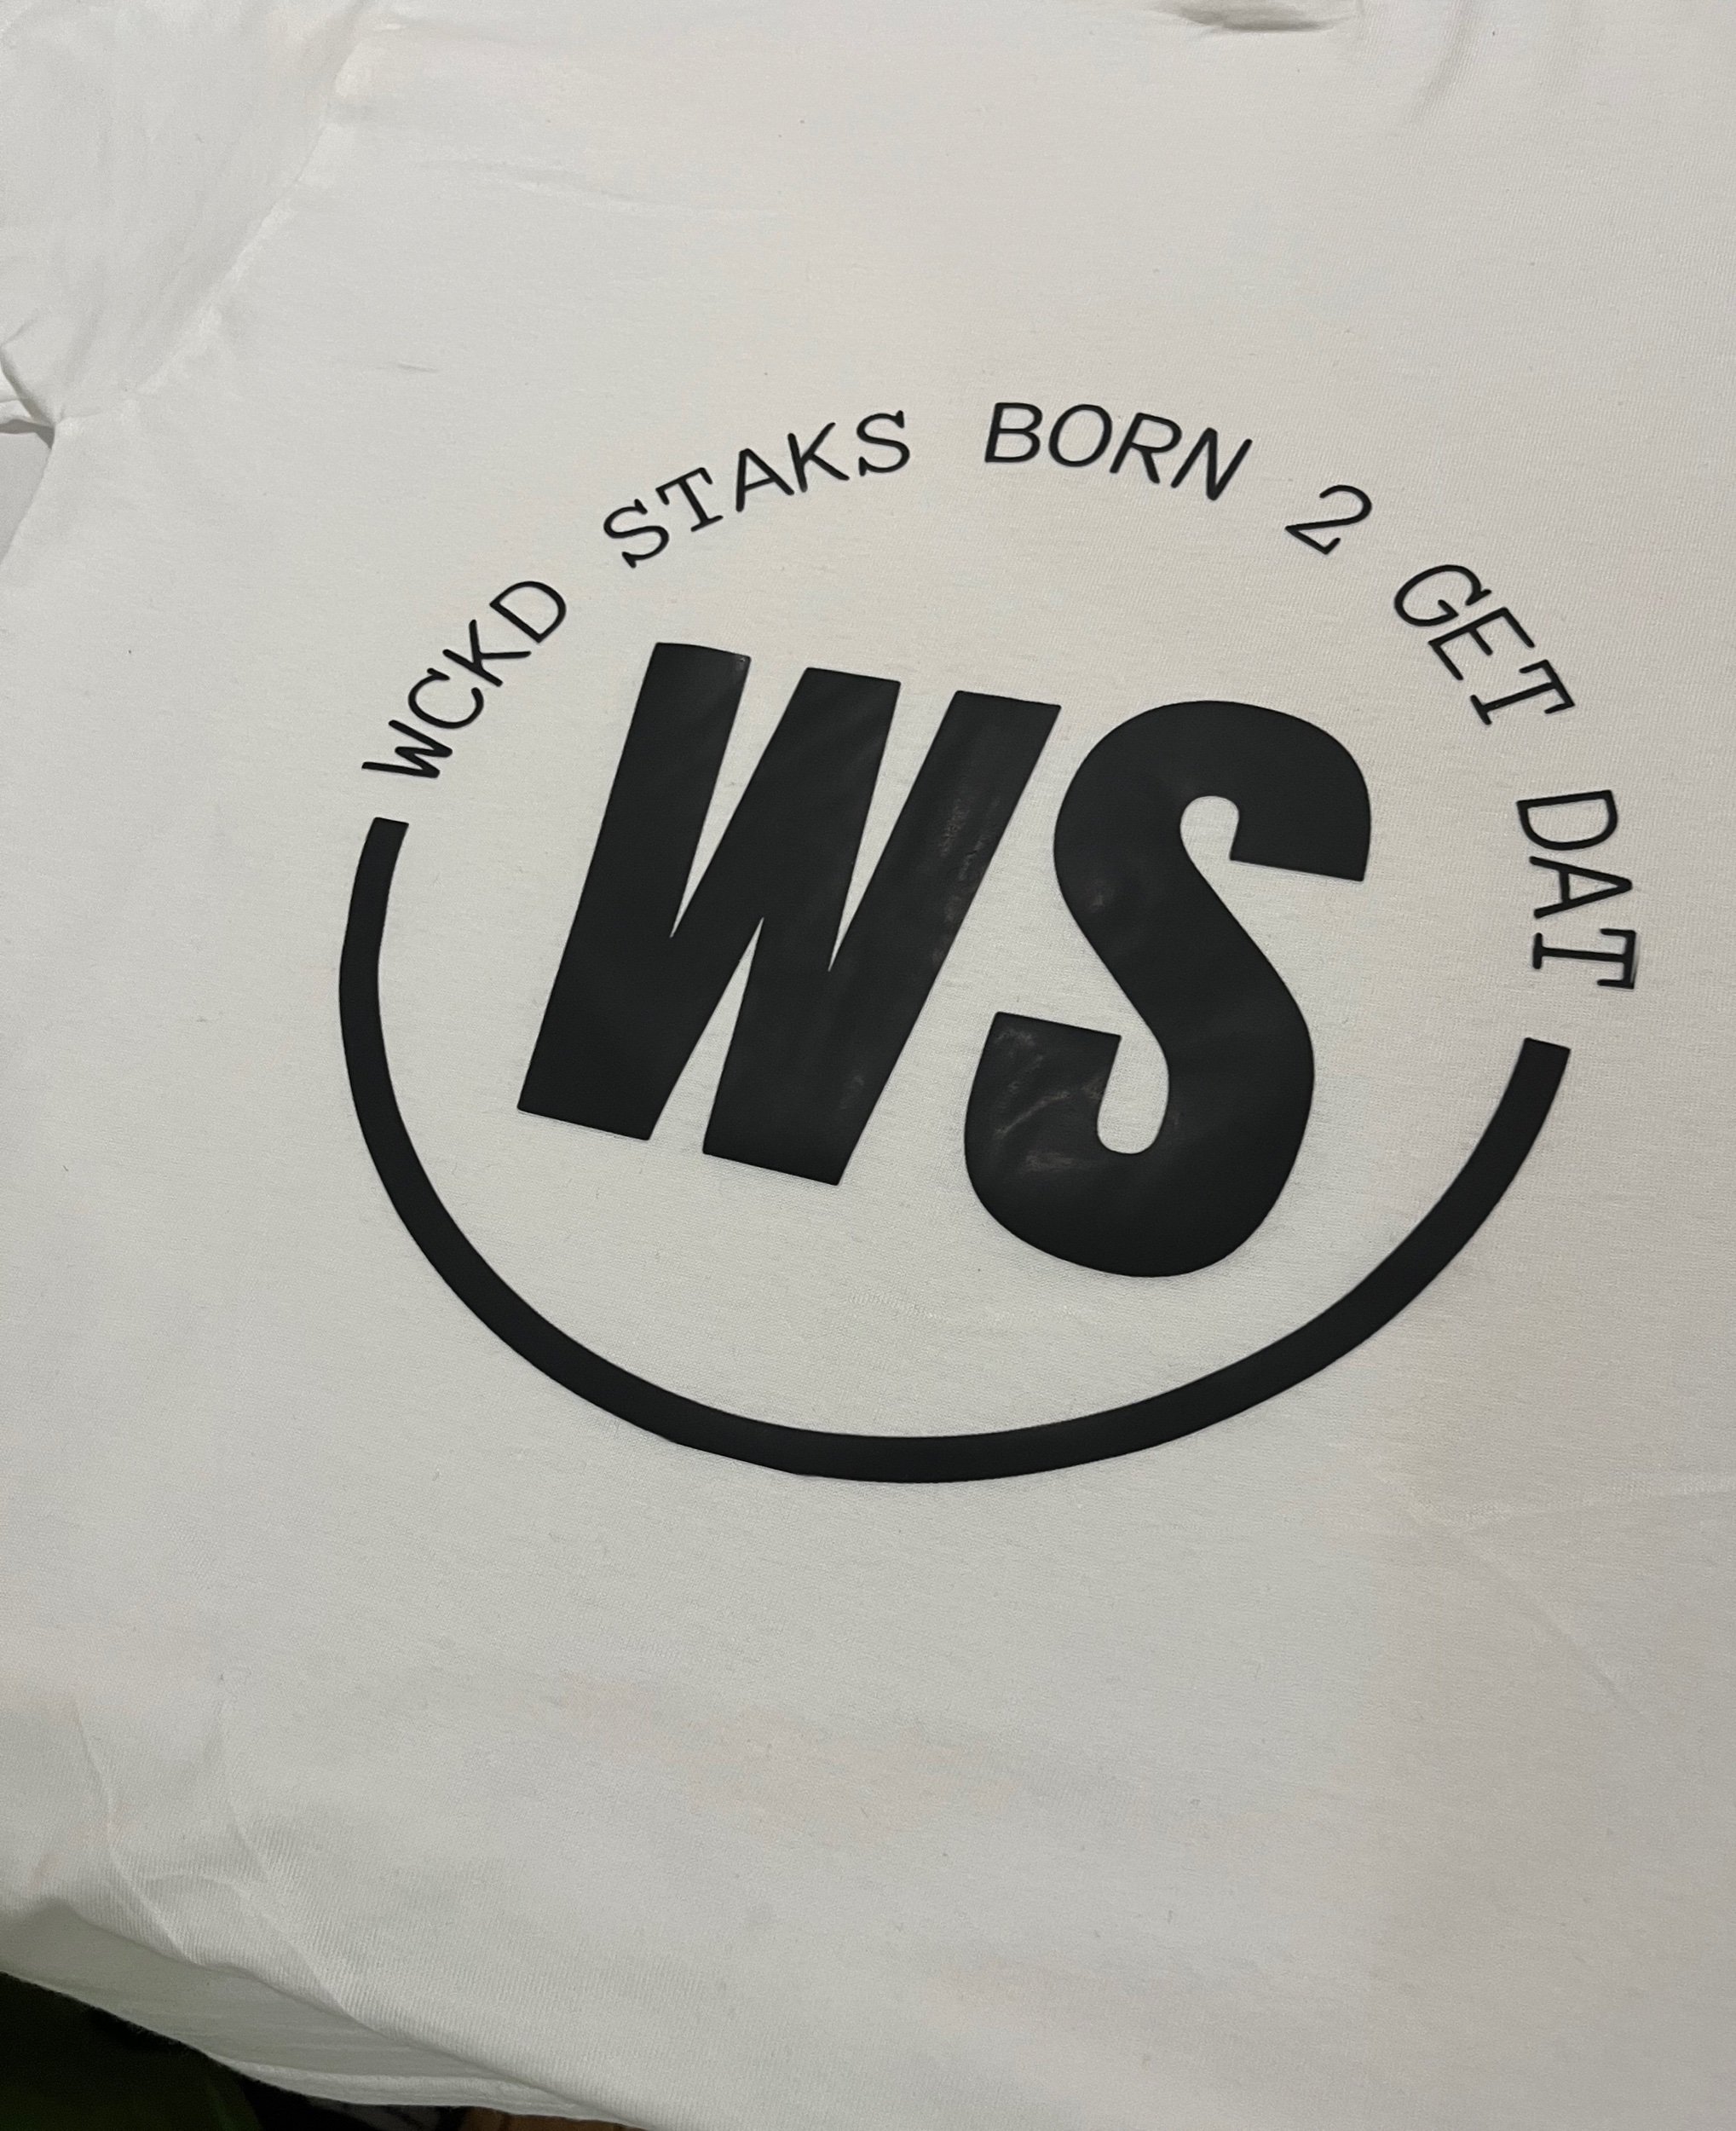 WCKD STAKS BORN 2 GET DAT
WS